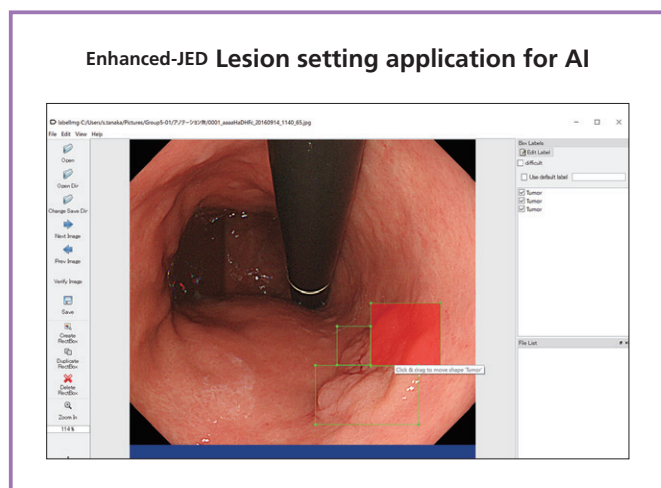 Enhanced-JED Lesion setting application for AI
labelImg C:/Users/s.tanaka/Pictures/Group5-01/アノテーション例/0001_aasaHaDHFi_20160914_1140_65.jpg
File Edit View Help
Open
Open Dir
Change Save Dir
Next Image
Prev Image
Verify Image
Save
Create
RectBox
Duplicate
RectBox
Delete
RectBox
Zoom In
114 %
Box Labels
Edit Label
difficult
Use default label
Tumor
Tumor
Tumor
File List
Click & drag to move shape 'Tumor'